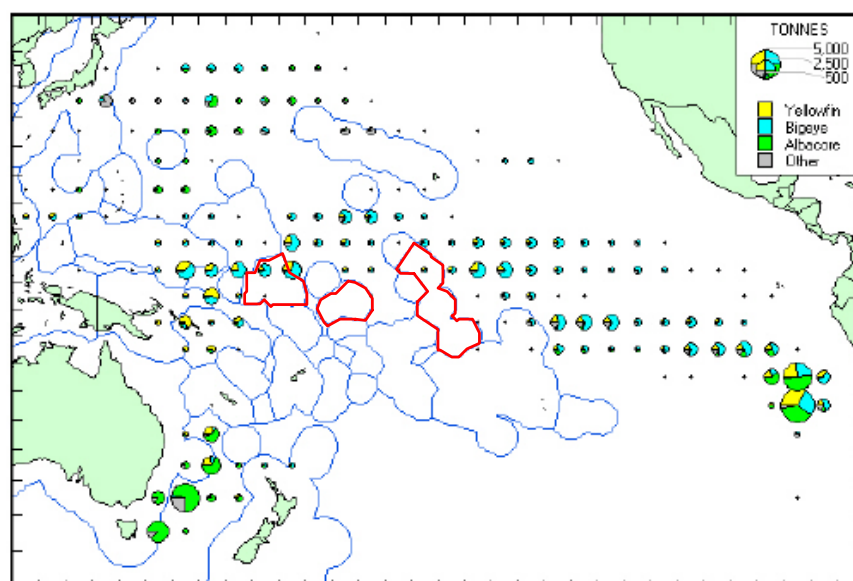 TONNES
5,000
2,500
500
Yellowfin
Bigeye
Albacore
Other